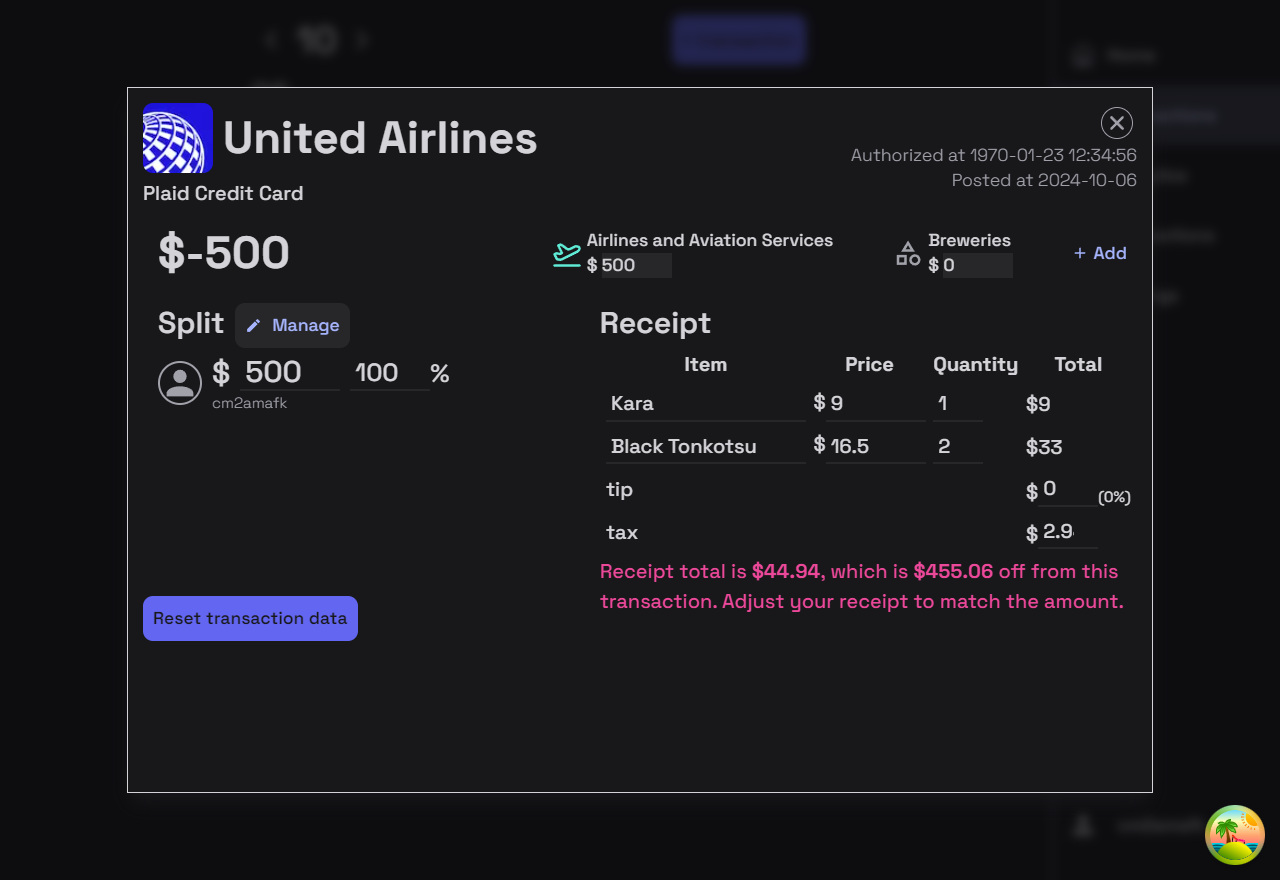 10
Home
United Airlines
Authorized at 1970-01-23 12:34:56
Posted at 2024-10-06
Plaid Credit Card
$-500
Airlines and Aviation Services
$ 500
Breweries
$ 0
+ Add
Split
Manage
$ 500 100 %
cm2amafk
Receipt
Item Price Quantity Total
Kara $ 9 1 $9
Black Tonkotsu $ 16.5 2 $33
tip $ 0 (0%)
tax $ 2.9
Receipt total is $44.94, which is $455.06 off from this
transaction. Adjust your receipt to match the amount.
Reset transaction data